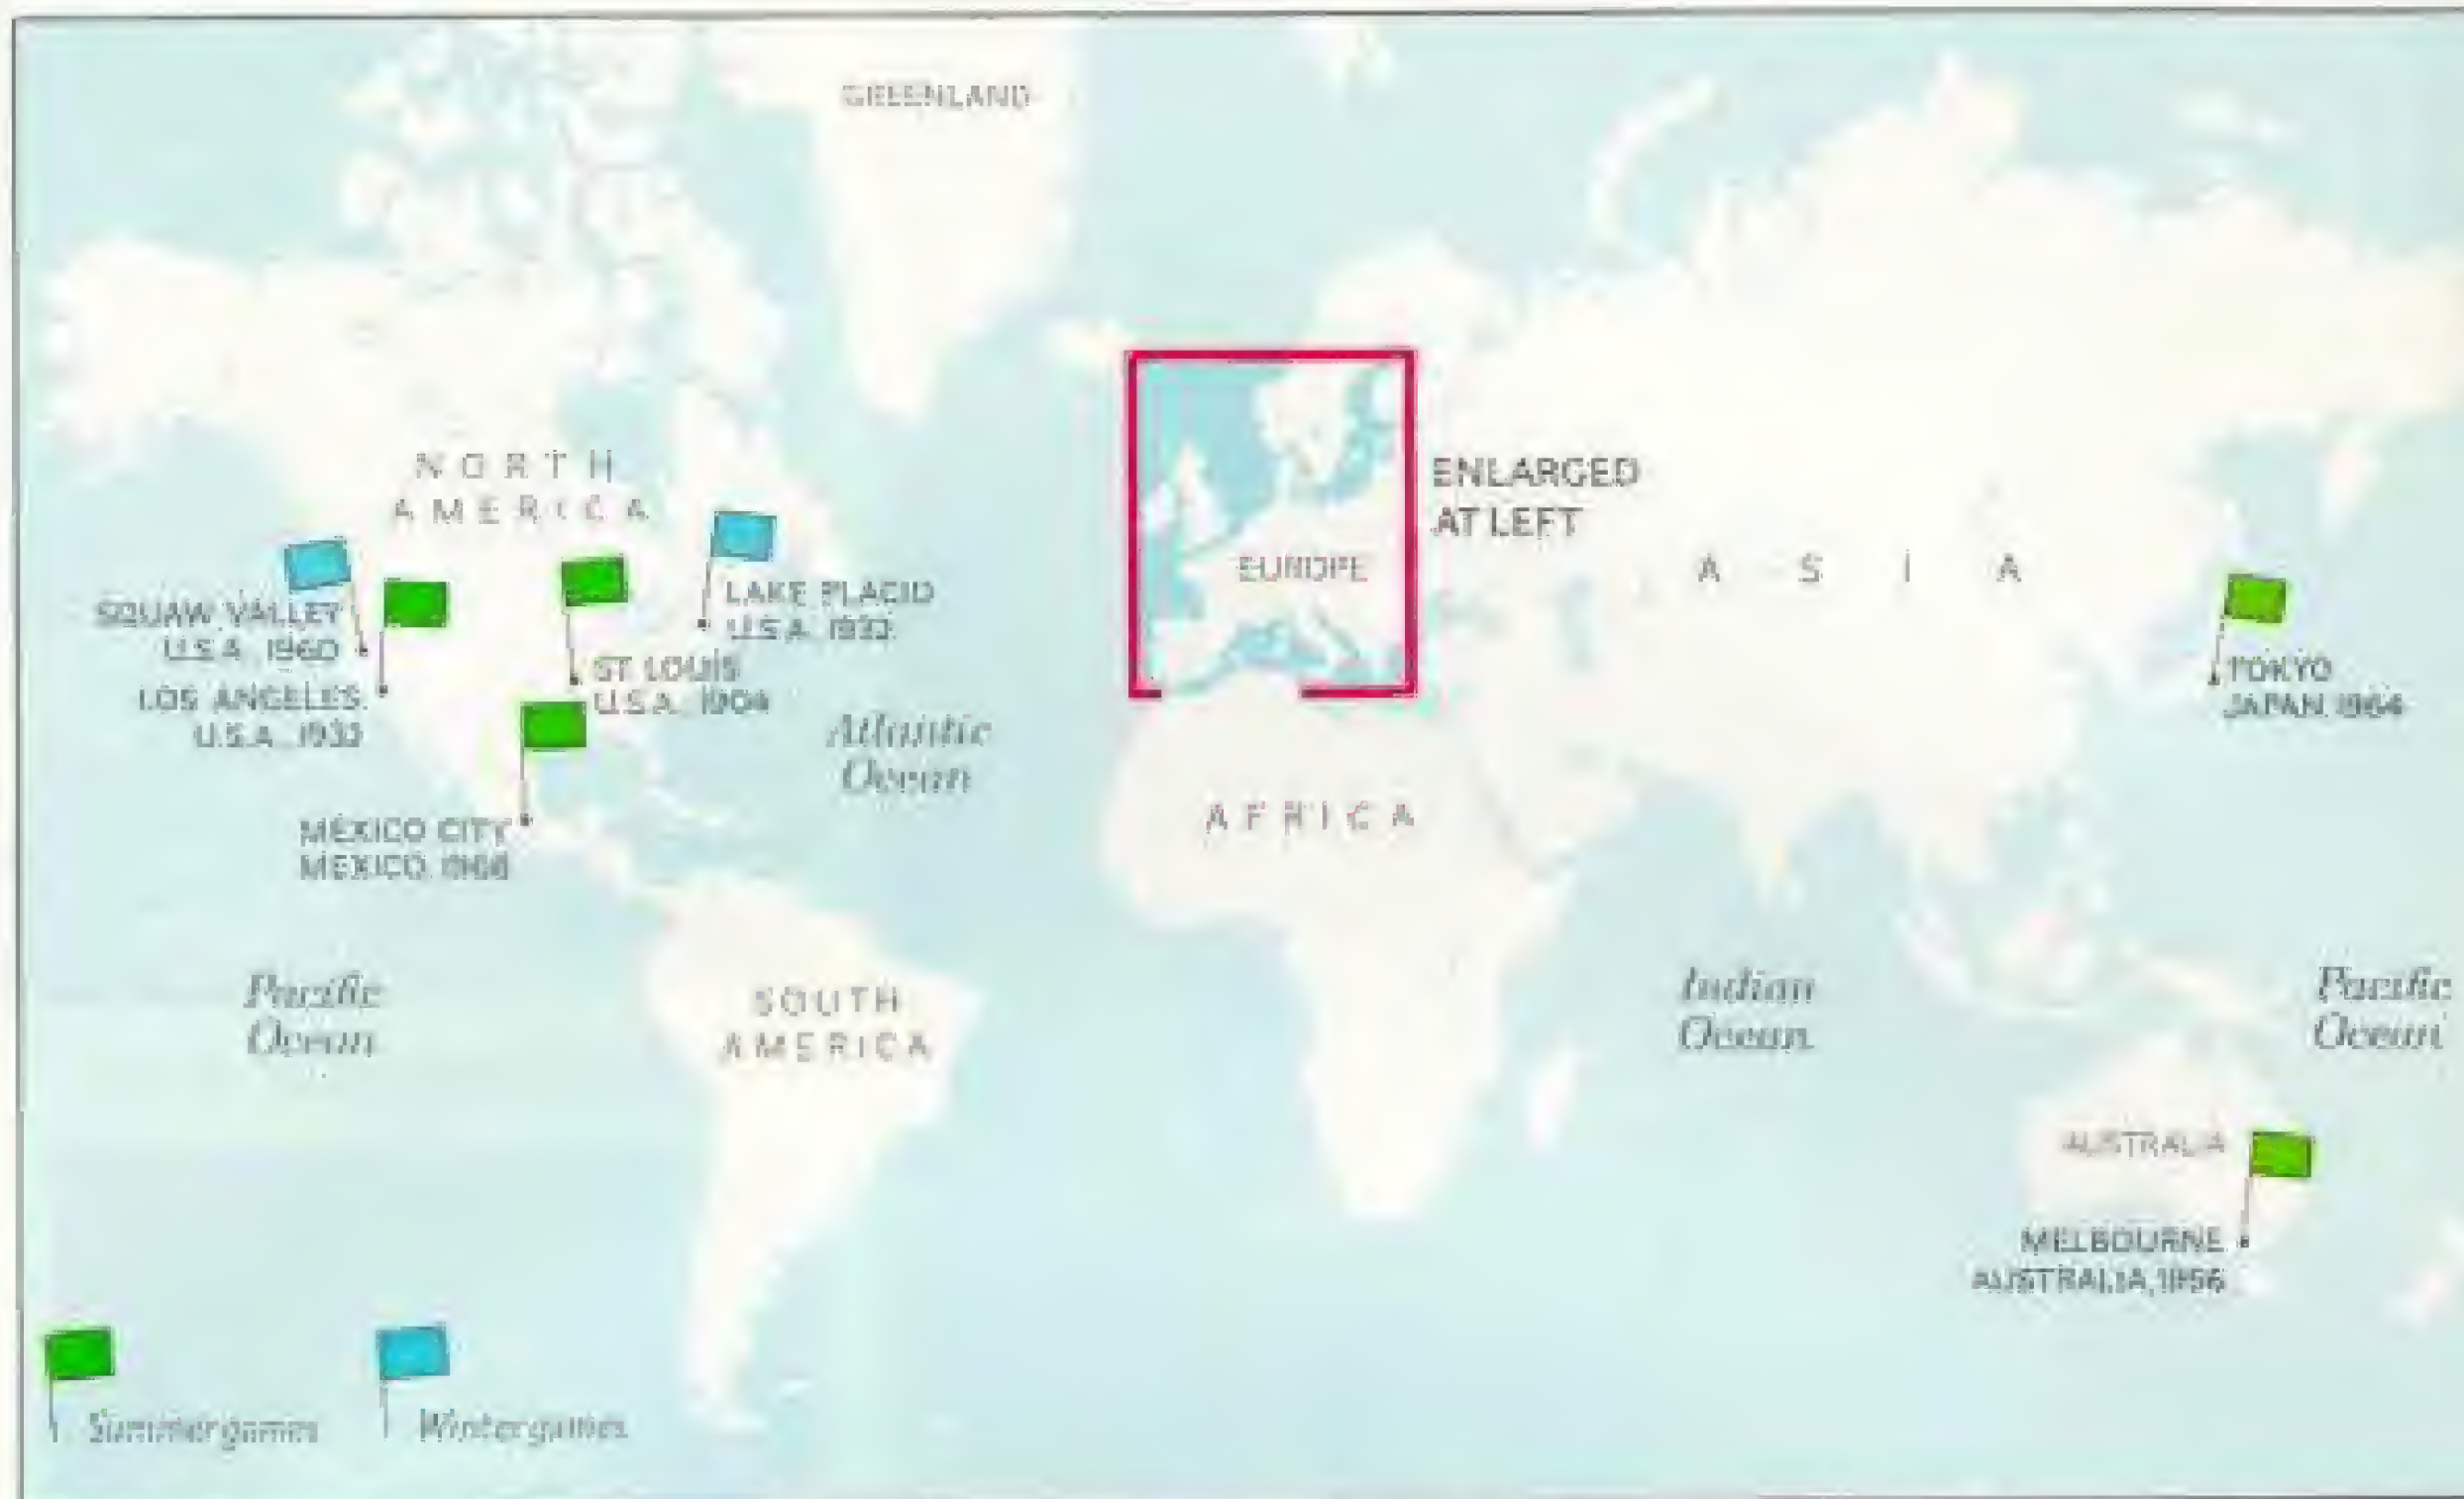 GREENLAND
NORTH
AMERICA
ENLARGED
AT LEFT
EUROPE
ASIA
SQUAW VALLEY
U.S.A., 1960
LAKE PLACID
U.S.A. 1932
LOS ANGELES
U.S.A., 1932
ST. LOUIS
U.S.A., 1904
TOKYO
JAPAN, 1964
Atlantic
Ocean
MEXICO CITY
MEXICO, 1968
AFRICA
Pacific
Ocean
SOUTH
AMERICA
Indian
Ocean
Pacific
Ocean
AUSTRALIA
MELBOURNE
AUSTRALIA, 1956
Summer games
Winter games